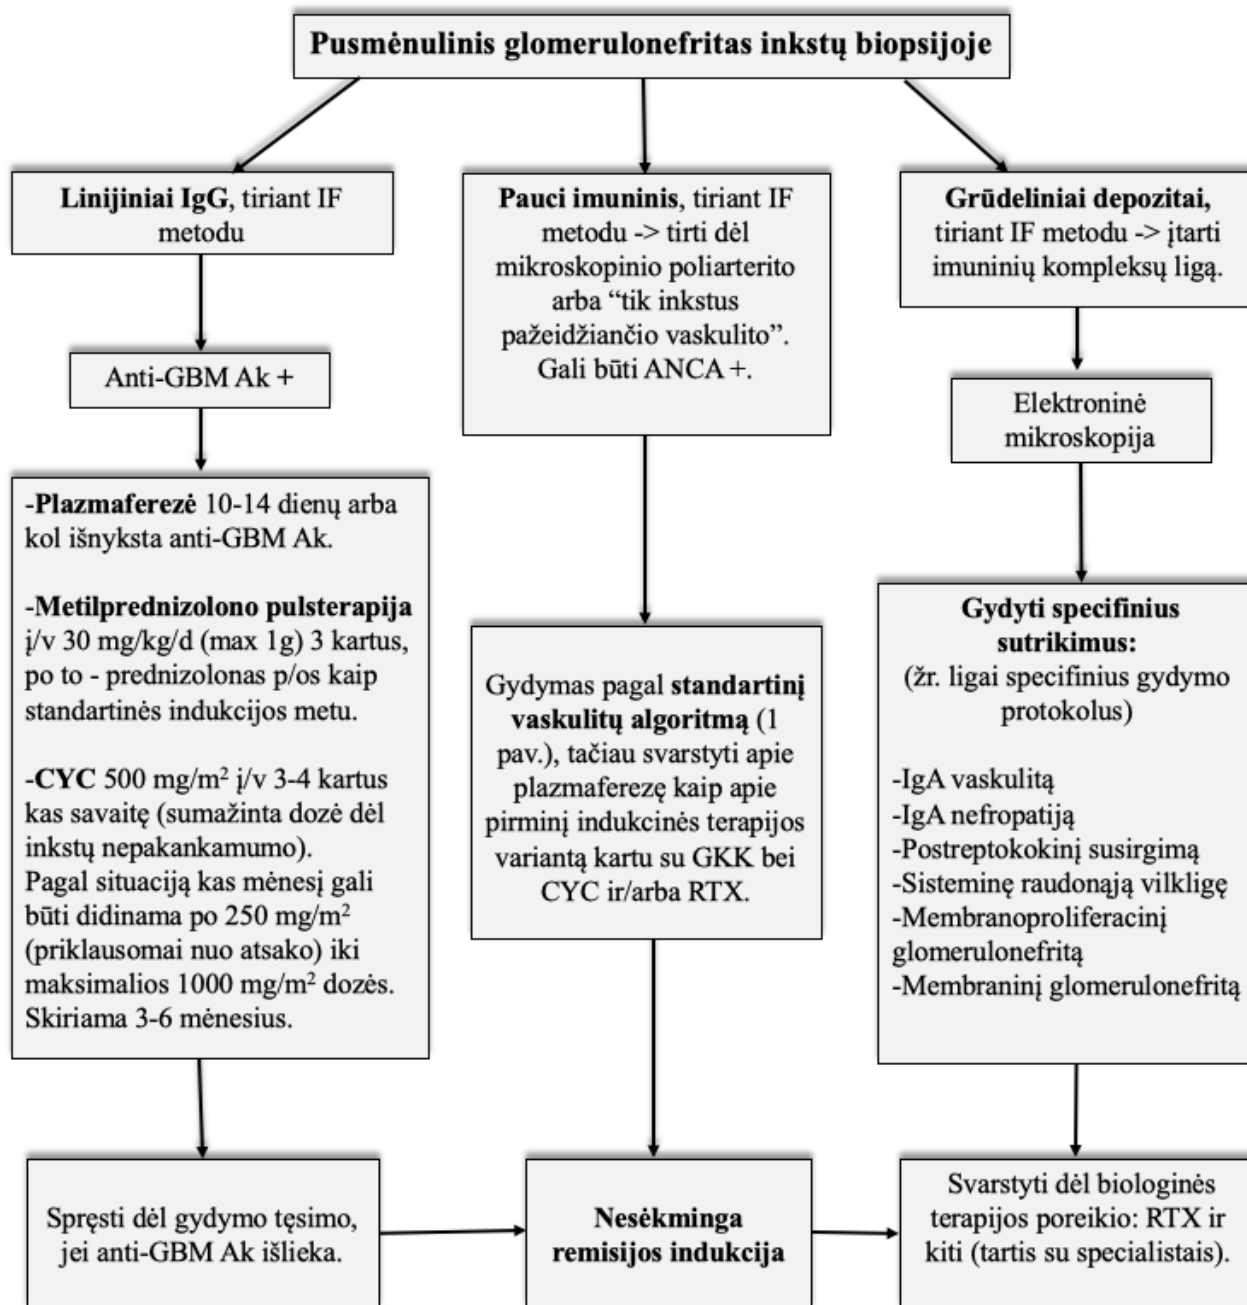 Pusmėnulinis glomerulonefritas inkstų biopsijoje
Linijiniai IgG, tiriant IF
metodu
Anti-GBM Ak +
-Plazmaferezė 10-14 dienų arba
kol išnyksta anti-GBM Ak.
-Metilprednizolono pulsterapija
į/v 30 mg/kg/d (max 1g) 3 kartus,
po to - prednizolonas p/os kaip
standartinės indukcijos metu.
-CYC 500 mg/m² į/v 3-4 kartus
kas savaitę (sumažinta dozė dėl
inkstų nepakankamumo).
Pagal situaciją kas mėnesį gali
būti didinama po 250 mg/m²
(priklausomai nuo atsako) iki
maksimalios 1000 mg/m² dozės.
Skiriama 3-6 mėnesius.
Spręsti dėl gydymo tęsimo,
jei anti-GBM Ak išlieka.
Pauci imuninis, tiriant IF
metodu -> tirti dėl
mikroskopinio poliarterito
arba “tik inkstus
pažeidžiančio vaskulito”.
Gali būti ANCA +.
Gydymas pagal standartinį
vaskulitų algoritmą (1
pav.), tačiau svarstyti apie
plazmaferezę kaip apie
pirminį indukcinės terapijos
variantą kartu su GKK bei
CYC ir/arba RTX.
Nesėkminga
remisijos indukcija
Grūdeliniai depozitai,
tiriant IF metodu -> įtarti
imuninių kompleksų ligą.
Elektroninė
mikroskopija
Gydyti specifinius
sutrikimus:
(žr. ligai specifinius gydymo
protokolus)
-IgA vaskulitą
-IgA nefropatiją
-Postreptokokinį susirgimą
-Sisteminę raudonąją vilkligę
-Membranoproliferacinį
glomerulonefritą
-Membraninį glomerulonefritą
Svarstyti dėl biologinės
terapijos poreikio: RTX ir
kiti (tartis su specialistais).